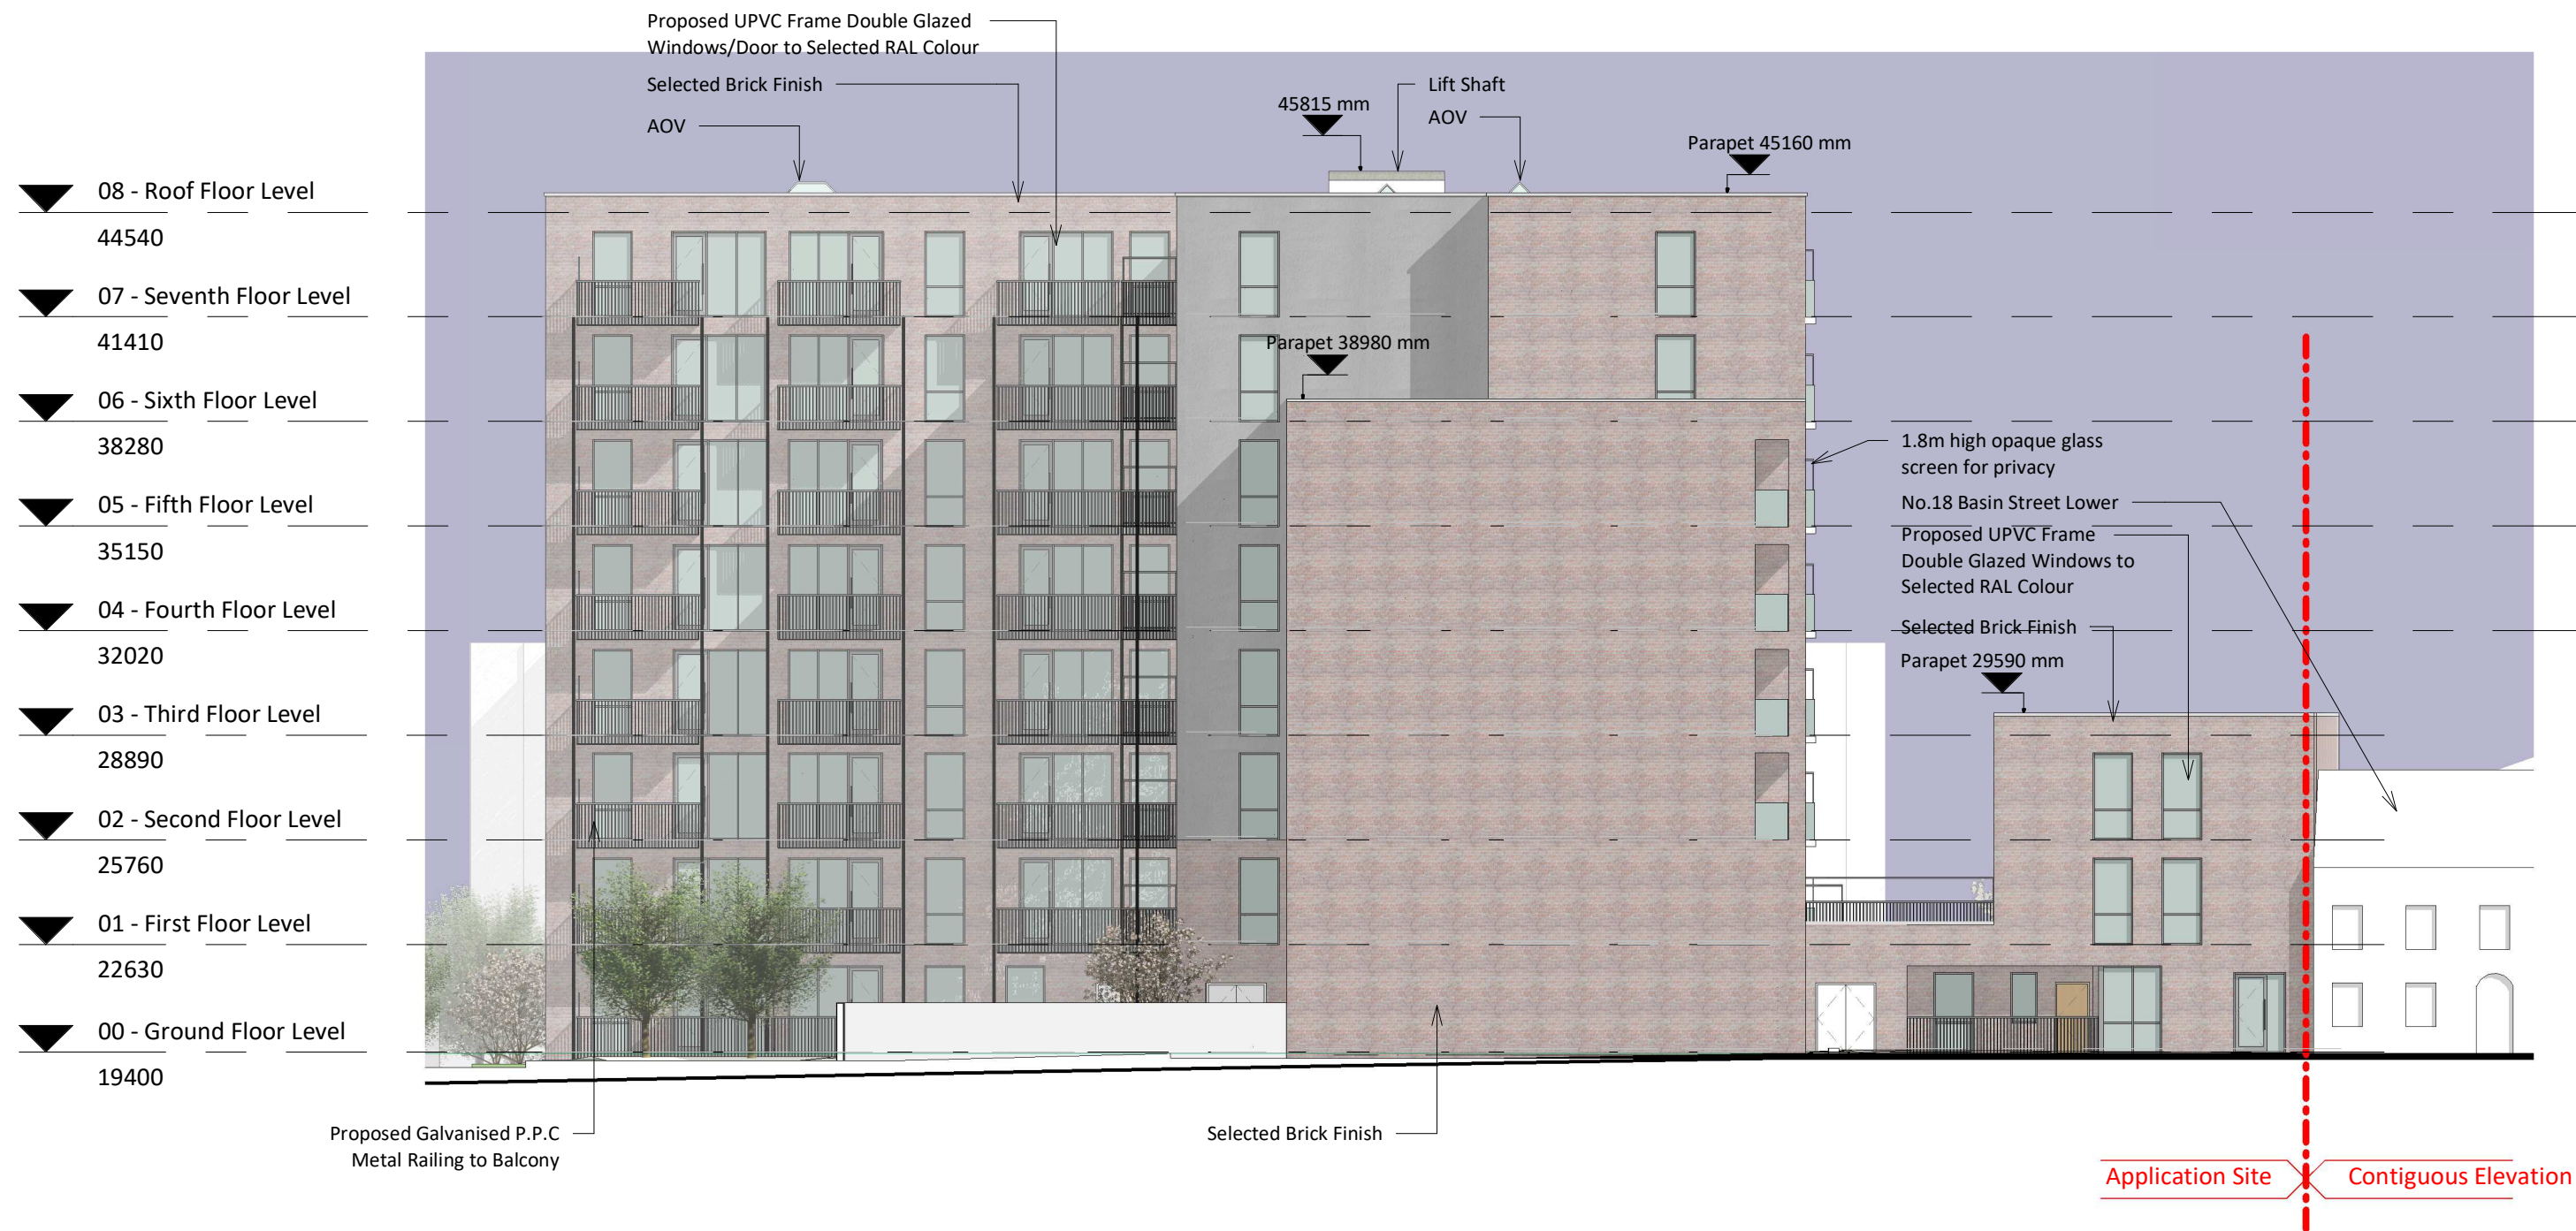 Proposed UPVC Frame Double Glazed
Windows/Door to Selected RAL Colour
Selected Brick Finish
AOV
45815 mm
Lift Shaft
AOV
Parapet 45160 mm
08 - Roof Floor Level
44540
07 - Seventh Floor Level
41410
Parapet 38980 mm
06 - Sixth Floor Level
38280
1.8m high opaque glass
screen for privacy
No.18 Basin Street Lower
Proposed UPVC Frame
Double Glazed Windows to
Selected RAL Colour
Selected Brick Finish
Parapet 29590 mm
05 - Fifth Floor Level
35150
04 - Fourth Floor Level
32020
03 - Third Floor Level
28890
02 - Second Floor Level
25760
01 - First Floor Level
22630
00 - Ground Floor Level
19400
Proposed Galvanised P.P.C
Metal Railing to Balcony
Selected Brick Finish
Application Site
Contiguous Elevation